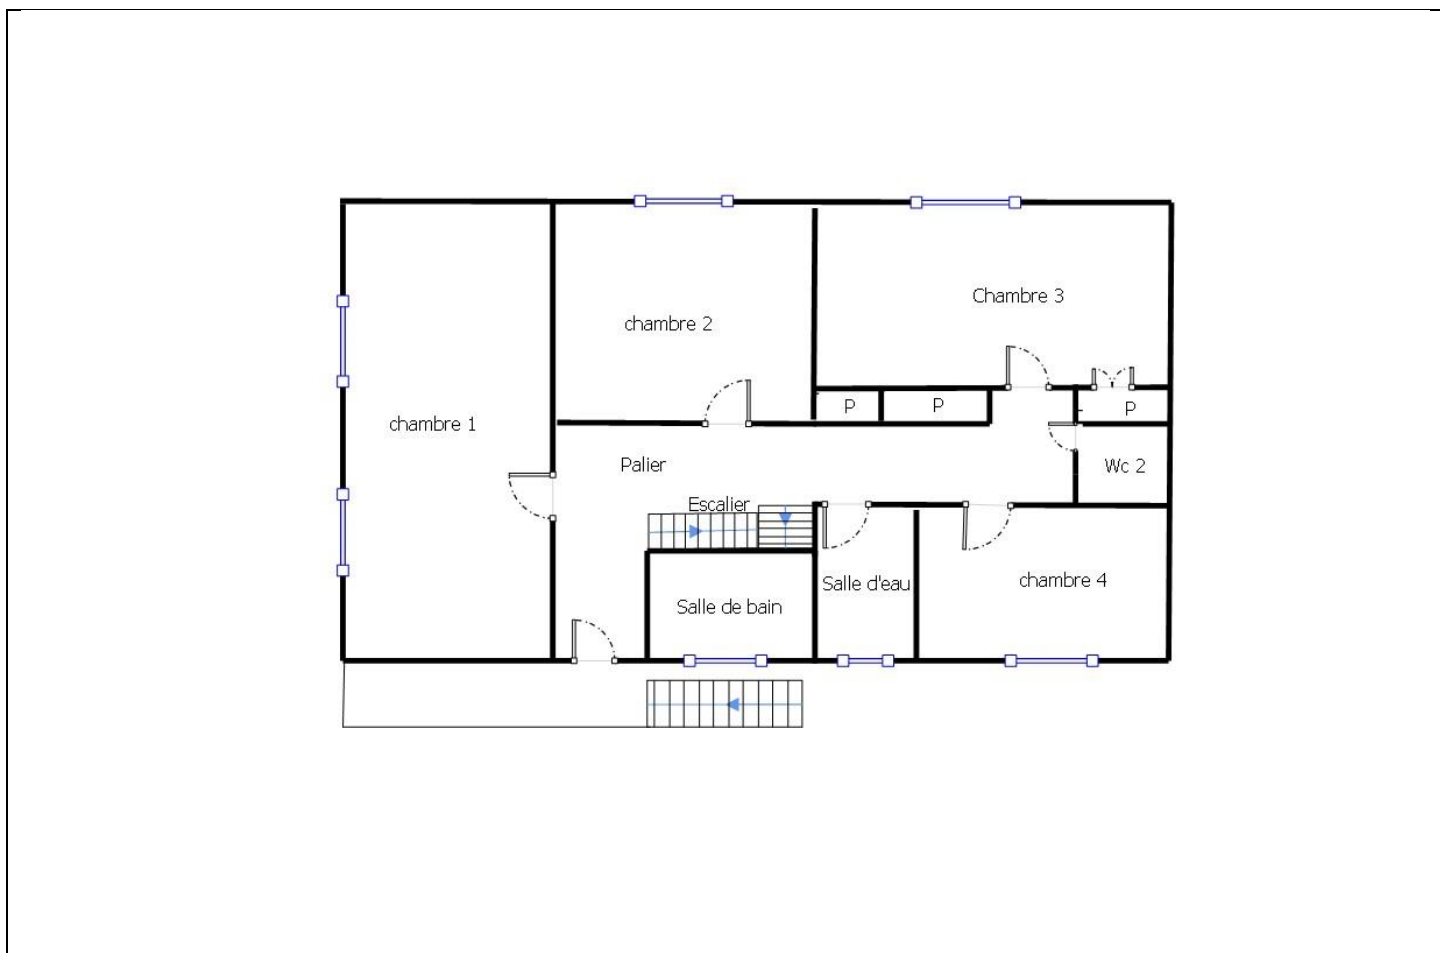 Chambre 3
chambre 2
P
P
P
chambre 1
Palier
Wc 2
Escalier
chambre 4
Salle d'eau
Salle de bain